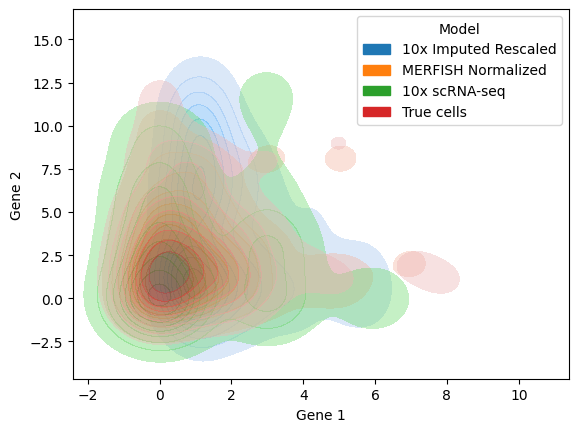 Model
10x Imputed Rescaled
MERFISH Normalized
10x scRNA-seq
True cells
15.0
12.5
10.0
7.5
5.0
2.5
0.0
−2.5
Gene 2
−2 0 2 4 6 8 10
Gene 1